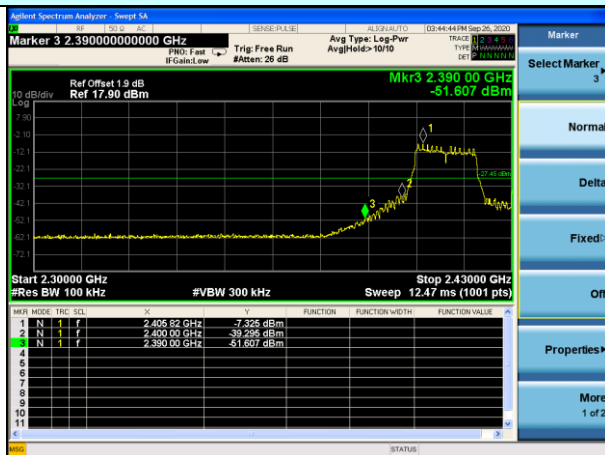 Agilent Spectrum Analyzer - Swept SA
RF 50 Ω AC SENSE:PULSE ALIGNAUTO 03:44:44 PM Sep 26, 2020
Marker 3 2.390000000000 GHz
PNO: Fast
IFGain:Low
Trig: Free Run
#Atten: 26 dB
Avg Type: Log-Pwr
Avg|Hold>10/10
TRACE 1 2 3 4 5 6
TYPE M
DET P N N N N N
Ref Offset 1.9 dB
Ref 17.90 dBm
10 dB/div
Log
Mkr3 2.390 00 GHz
-51.607 dBm
7.90
-2.10
-12.1
-22.1
-32.1
-42.1
-52.1
-62.1
-72.1
1
2
3
-27.45 dBm
Start 2.30000 GHz
Stop 2.43000 GHz
#Res BW 100 kHz
#VBW 300 kHz
Sweep 12.47 ms (1001 pts)
MKR MODE TRC SCL X Y FUNCTION FUNCTION WIDTH FUNCTION VALUE
1 N 1 f 2.405 82 GHz -7.325 dBm
2 N 1 f 2.400 00 GHz -39.295 dBm
3 N 1 f 2.390 00 GHz -51.607 dBm
4
5
6
7
8
9
10
11
MSG
STATUS
Marker
Select Marker
3
Normal
Delta
Fixed
Off
Properties
More
1 of 2